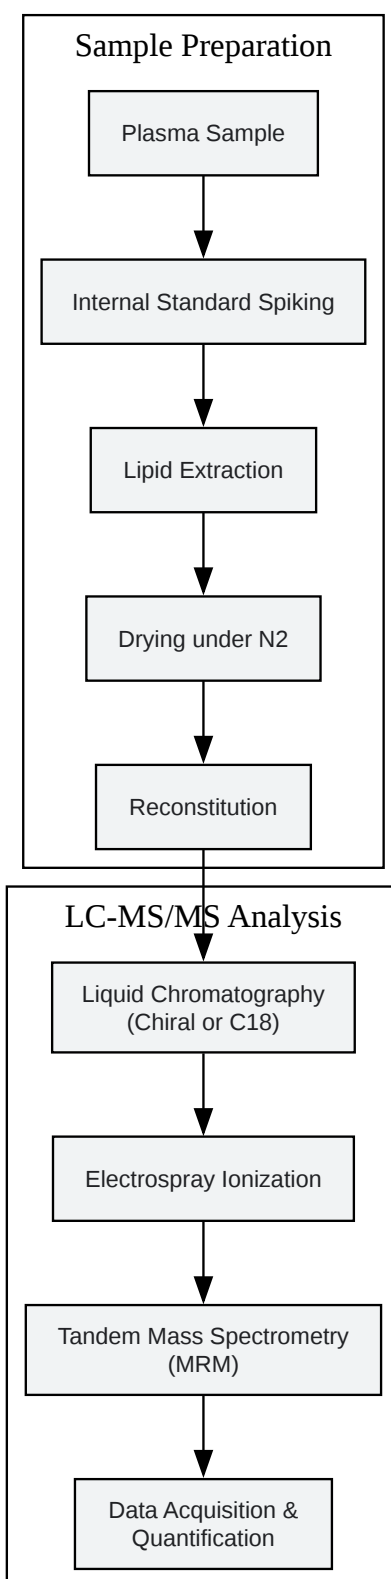 Sample Preparation
Plasma Sample
Internal Standard Spiking
Lipid Extraction
Drying under N2
Reconstitution
LC-MS/MS Analysis
Liquid Chromatography
(Chiral or C18)
Electrospray Ionization
Tandem Mass Spectrometry
(MRM)
Data Acquisition &
Quantification